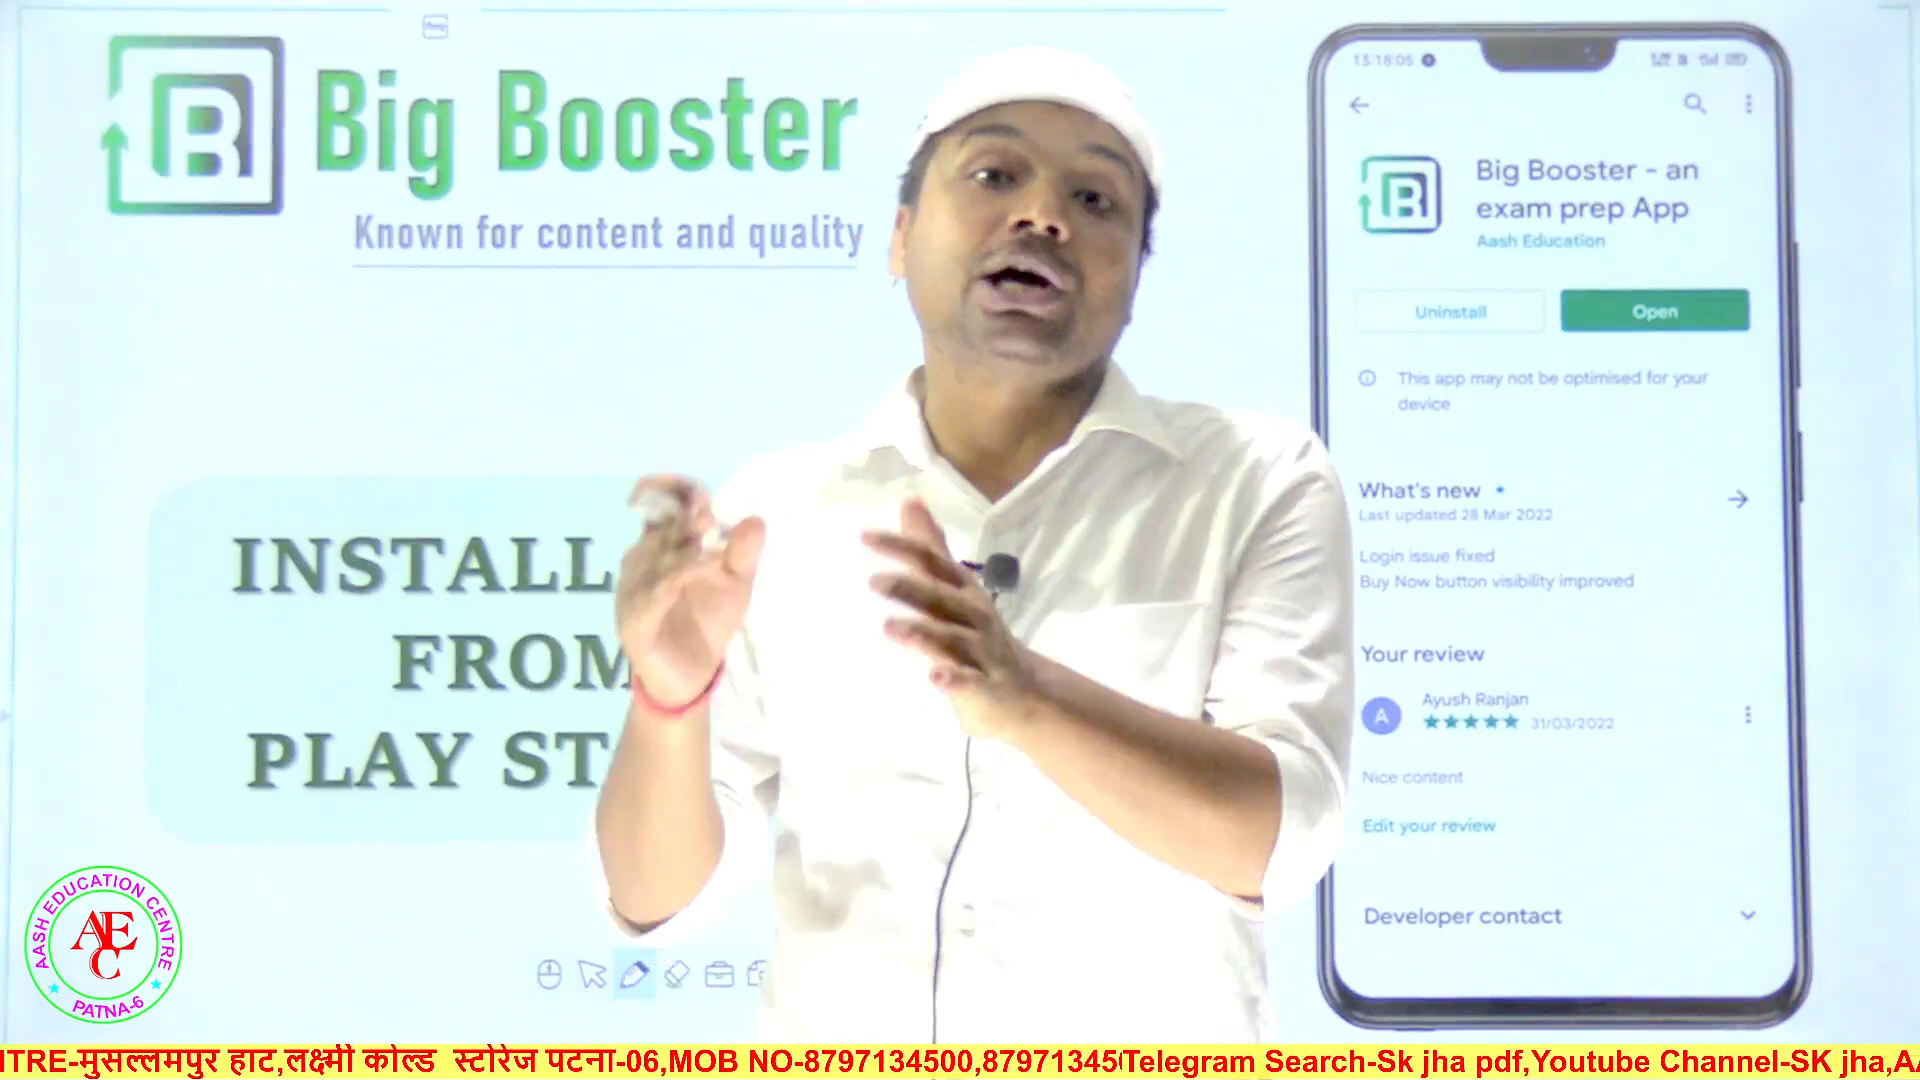 Big Booster
Known for content and quality
INSTALL
FROM
PLAY ST
13:18:05
Big Booster - an
exam prep App
Aash Education
Uninstall
Open
This app may not be optimised for your
device
What's new
Last updated 28 Mar 2022
Login issue fixed
Buy Now button visibility improved
Your review
A
Ayush Ranjan
31/03/2022
Nice content
Edit your review
Developer contact
AASH EDUCATION CENTRE
AEC
PATNA-6
NTRE-मुसल्लमपुर हाट,लक्ष्मी कोल्ड स्टोरेज पटना-06,MOB NO-8797134500,87971345
Telegram Search-Sk jha pdf,Youtube Channel-SK jha,A